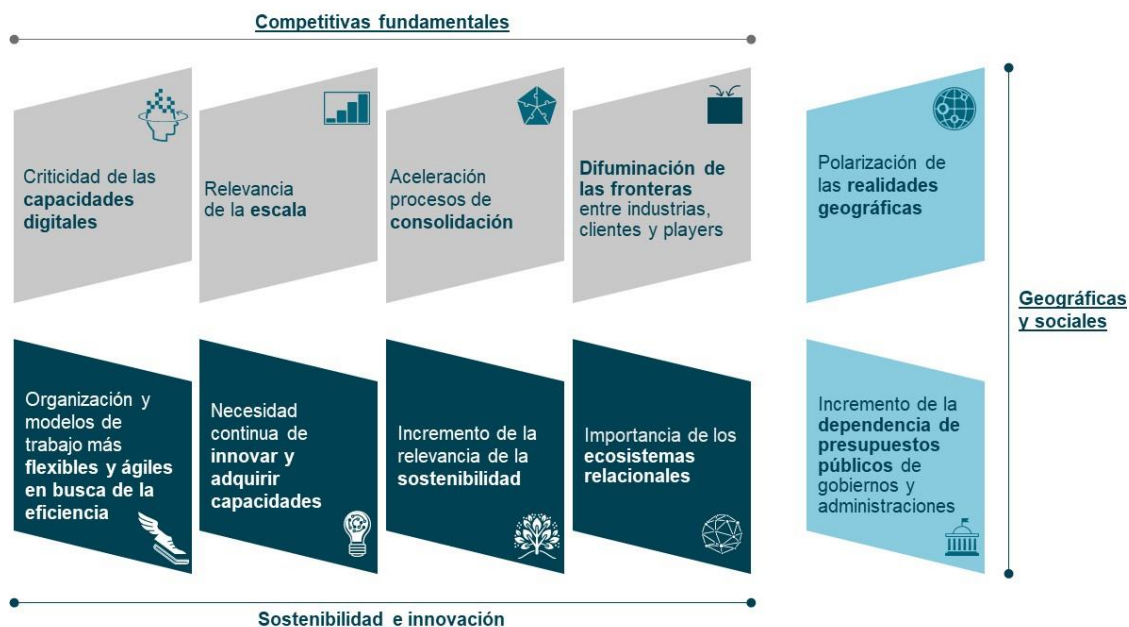 Competitivas fundamentales
Criticidad de las
capacidades
digitales
Relevancia
de la escala
Aceleración
procesos de
consolidación
Difuminación de
las fronteras
entre industrias,
clientes y players
Polarización de
las realidades
geográficas
Geográficas
y sociales
Organización y
modelos de
trabajo más
flexibles y ágiles
en busca de la
eficiencia
Necesidad
continua de
innovar y
adquirir
capacidades
Incremento de la
relevancia de la
sostenibilidad
Importancia de los
ecosistemas
relacionales
Incremento de la
dependencia de
presupuestos
públicos de
gobiernos y
administraciones
Sostenibilidad e innovación